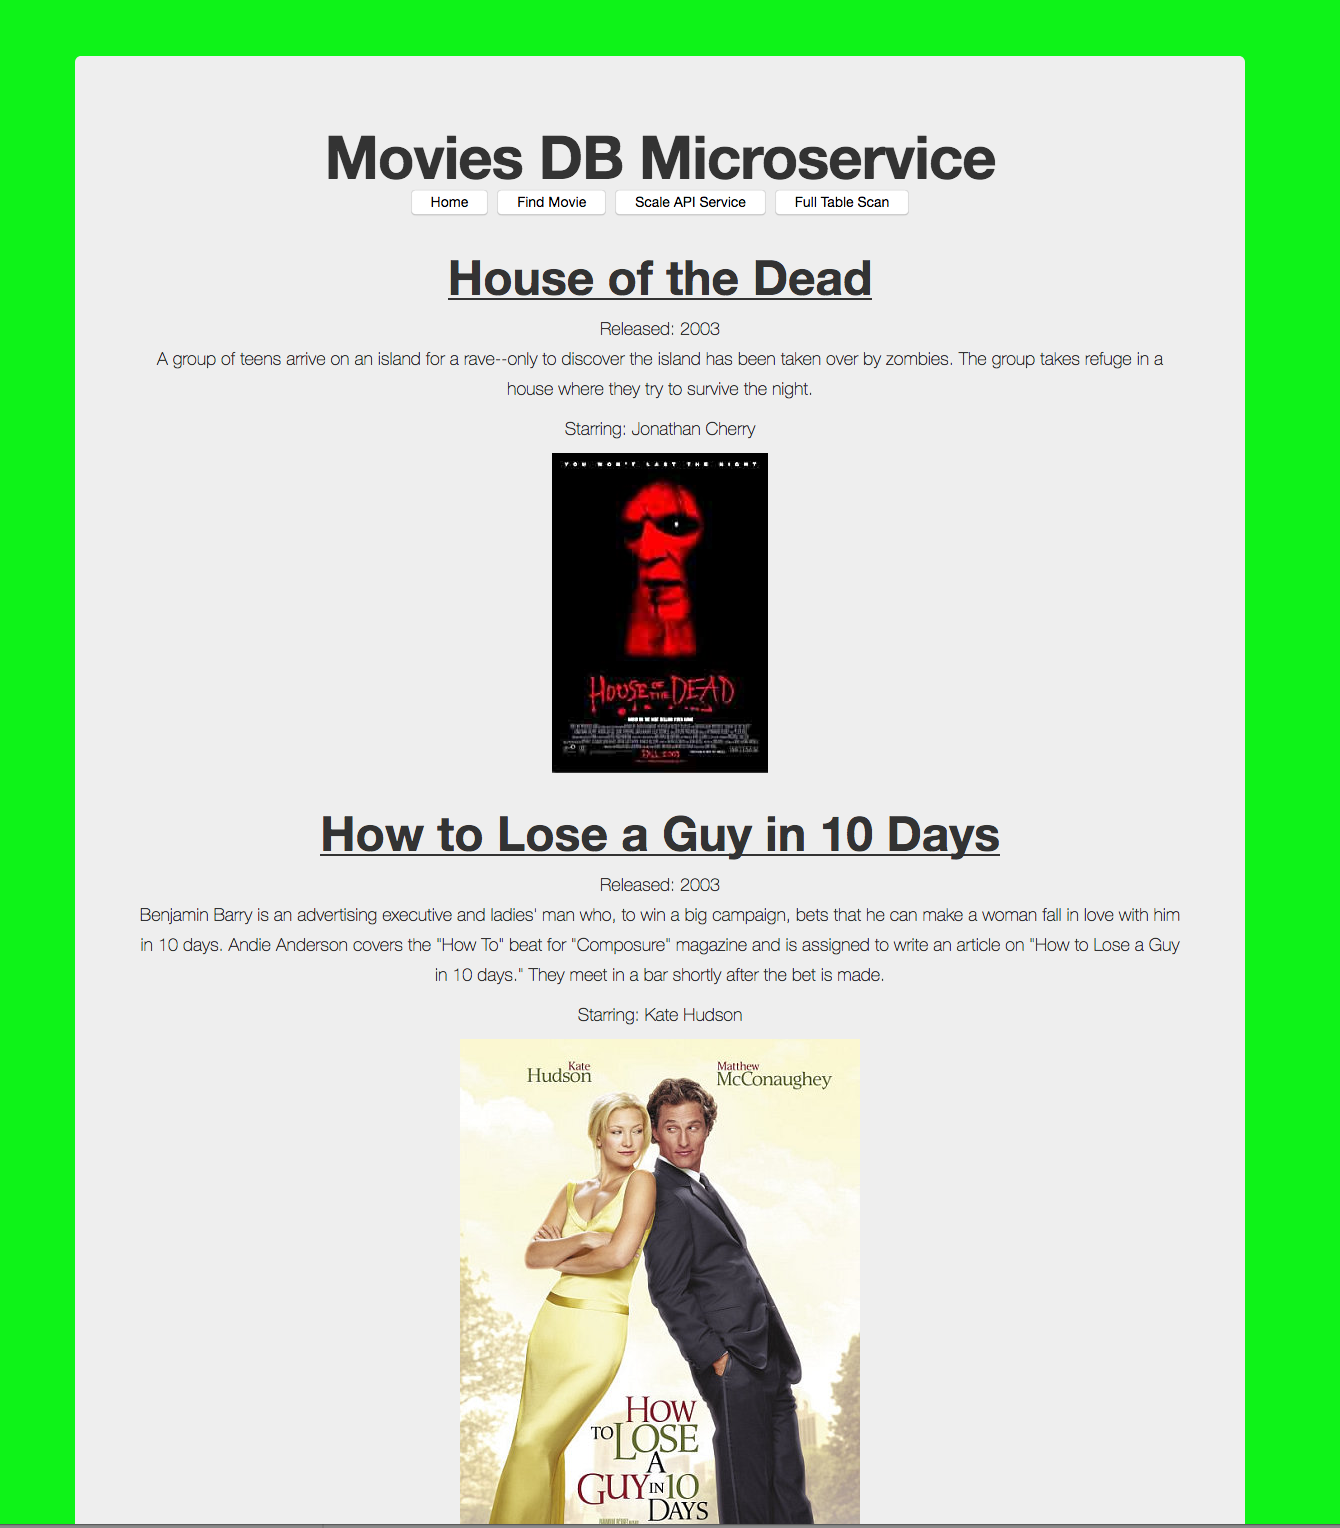 Movies DB Microservice
Home Find Movie Scale API Service Full Table Scan
House of the Dead
Released: 2003
A group of teens arrive on an island for a rave--only to discover the island has been taken over by zombies. The group takes refuge in a
house where they try to survive the night.
Starring: Jonathan Cherry
YOU WON'T LAST THE NIGHT
HOUSE OF THE DEAD
FALL 2003
How to Lose a Guy in 10 Days
Released: 2003
Benjamin Barry is an advertising executive and ladies' man who, to win a big campaign, bets that he can make a woman fall in love with him
in 10 days. Andie Anderson covers the "How To" beat for "Composure" magazine and is assigned to write an article on "How to Lose a Guy
in 10 days." They meet in a bar shortly after the bet is made.
Starring: Kate Hudson
Kate Hudson
Matthew McConaughey
HOW
TO LOSE
A
GUY IN 10
DAYS